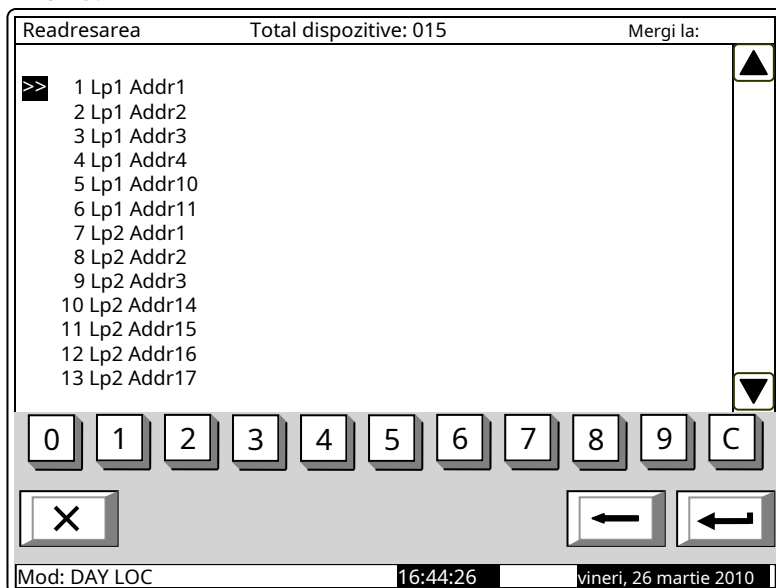 Readresarea Total dispozitive: 015 Mergi la:
>> 1 Lp1 Addr1
2 Lp1 Addr2
3 Lp1 Addr3
4 Lp1 Addr4
5 Lp1 Addr10
6 Lp1 Addr11
7 Lp2 Addr1
8 Lp2 Addr2
9 Lp2 Addr3
10 Lp2 Addr14
11 Lp2 Addr15
12 Lp2 Addr16
13 Lp2 Addr17
0 1 2 3 4 5 6 7 8 9 C
Mod: DAY LOC 16:44:26 vineri, 26 martie 2010